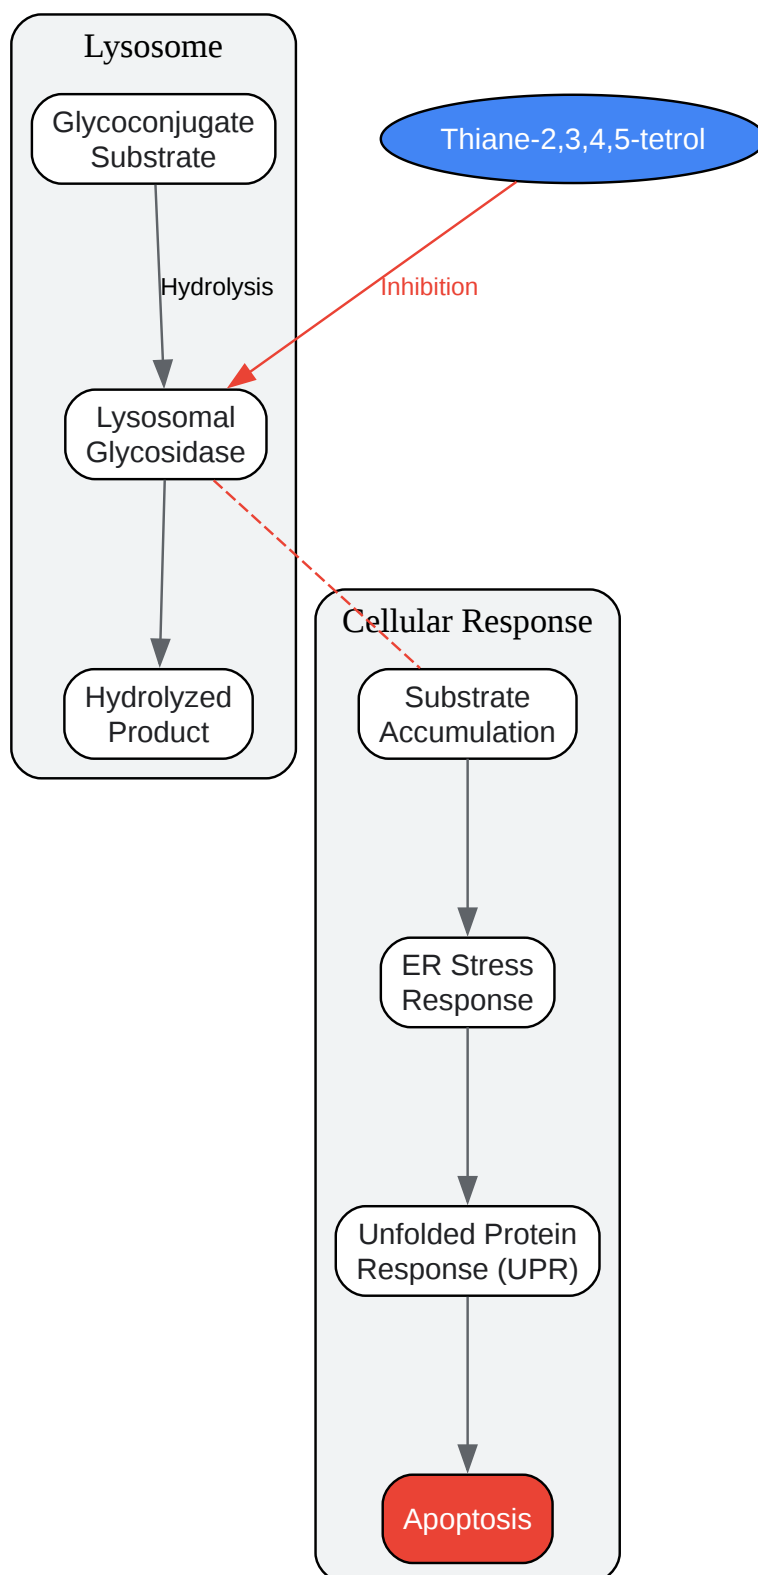 Lysosome
Glycoconjugate
Substrate
Thiane-2,3,4,5-tetrol
Hydrolysis
Inhibition
Lysosomal
Glycosidase
Hydrolyzed
Product
Cellular Response
Substrate
Accumulation
ER Stress
Response
Unfolded Protein
Response (UPR)
Apoptosis